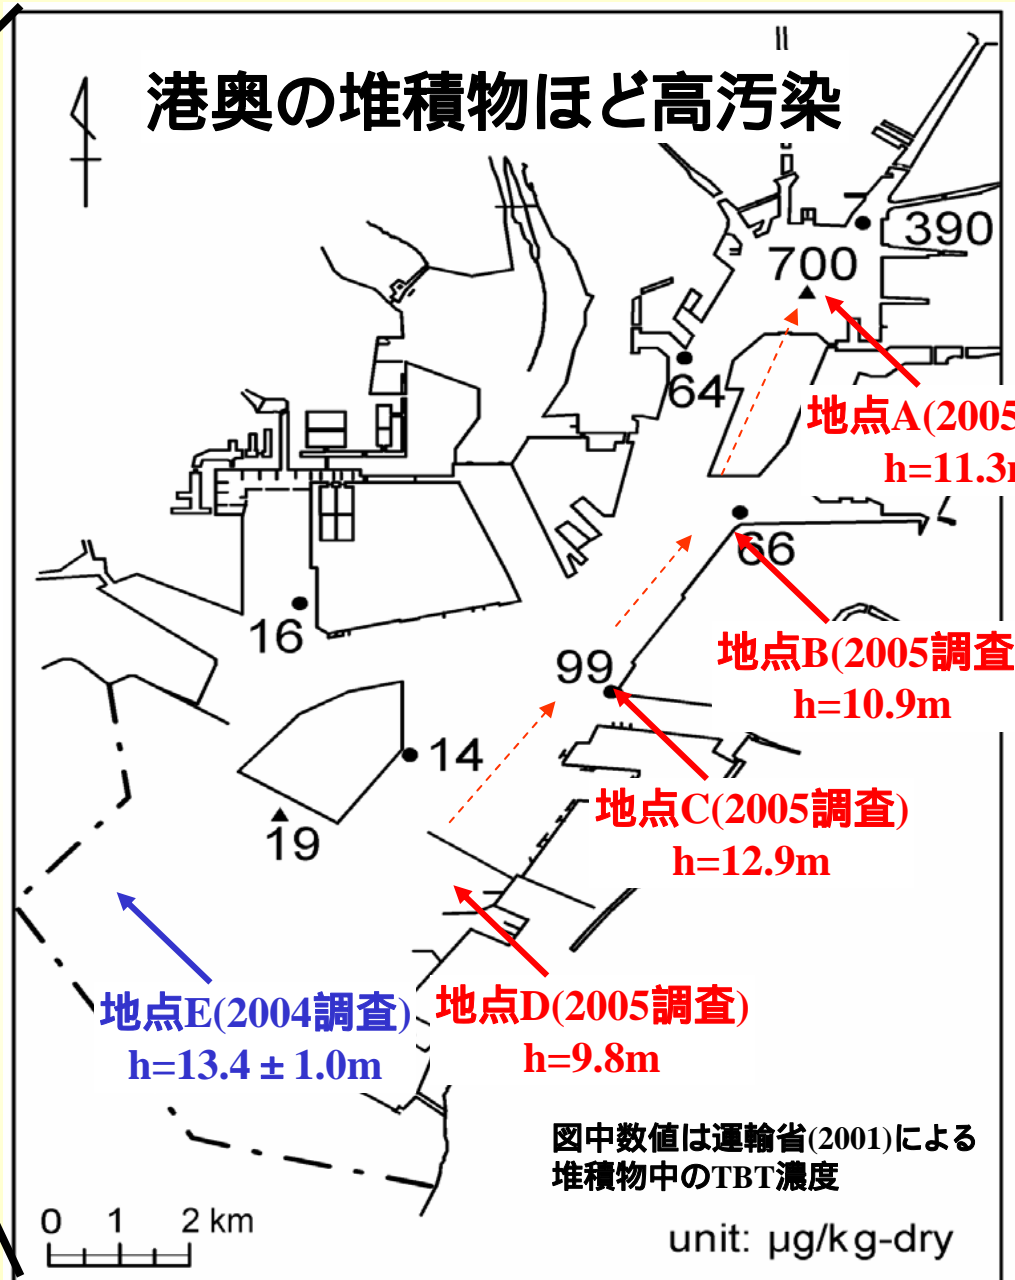 港奥の堆積物ほど高汚染
390
700
64
地点A(2005
h=11.3m
66
16
地点B(2005調査
h=10.9m
99
14
地点C(2005調査)
h=12.9m
19
地点E(2004調査)
h=13.4 ± 1.0m
地点D(2005調査)
h=9.8m
図中数値は運輸省(2001)による
堆積物中のTBT濃度
0 1 2 km
unit: µg/kg-dry